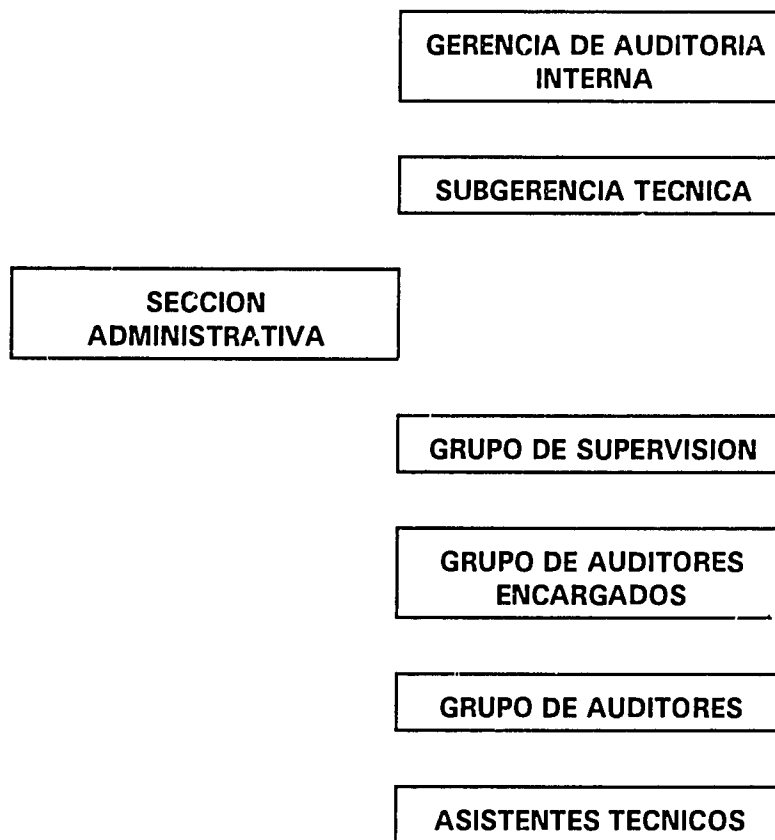 GERENCIA DE AUDITORIA
INTERNA
SUBGERENCIA TECNICA
SECCION
ADMINISTRATIVA
GRUPO DE SUPERVISION
GRUPO DE AUDITORES
ENCARGADOS
GRUPO DE AUDITORES
ASISTENTES TECNICOS